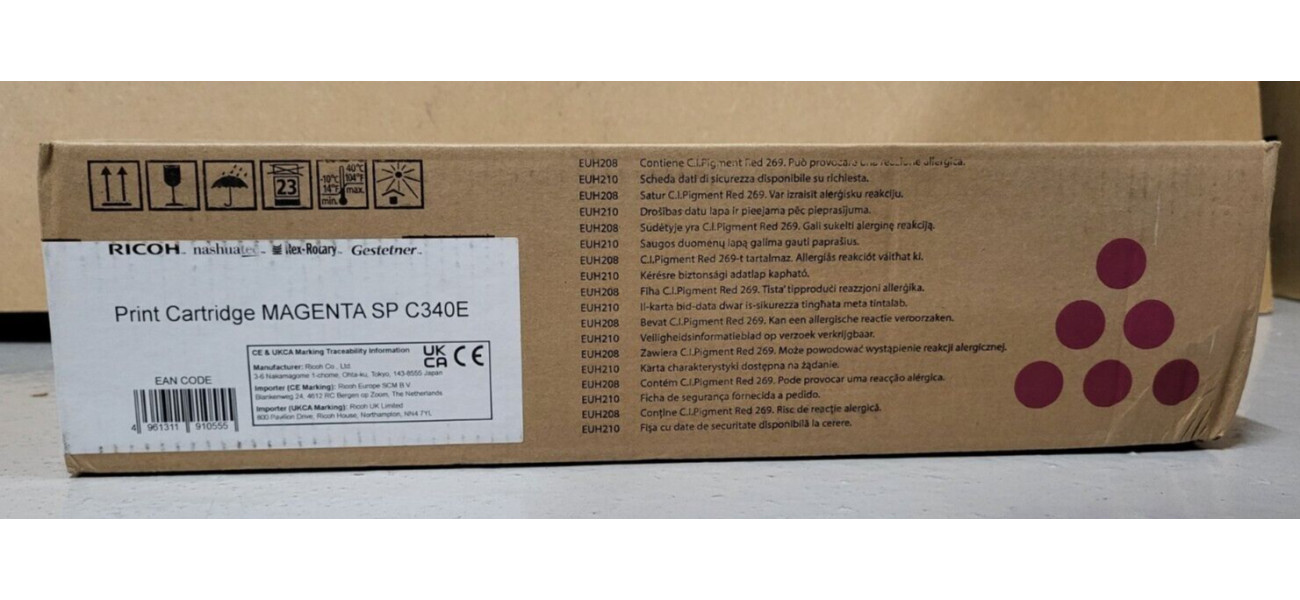 23
-10°C
14°F
min.
40°C
104°F
max.
RICOH nashuatec Rex-Rotary Gestetner
Print Cartridge MAGENTA SP C340E
CE & UKCA Marking Traceability Information
UK
CA
CE
Manufacturer: Ricoh Co., Ltd.
3-6 Nakamagome 1-chome, Ohta-ku, Tokyo, 143-8555 Japan
Importer (CE Marking): Ricoh Europe SCM B.V.
Blankenweg 24, 4612 RC Bergen op Zoom, The Netherlands
Importer (UKCA Marking): Ricoh UK Limited
800 Pavilion Drive, Ricoh House, Northampton, NN4 7YL
EAN CODE
4 961311 910555
EUH208 Contiene C.I.Pigment Red 269. Può provocare una reazione allergica.
EUH210 Scheda dati di sicurezza disponibile su richiesta.
EUH208 Satur C.I.Pigment Red 269. Var izraisīt alerģisku reakciju.
EUH210 Drošības datu lapa ir pieejama pēc pieprasījuma.
EUH208 Sudėtyje yra C.I.Pigment Red 269. Gali sukelti alerginę reakciją.
EUH210 Saugos duomenų lapą galima gauti paprašius.
EUH208 C.I.Pigment Red 269-t tartalmaz. Allergiás reakciót válthat ki.
EUH210 Kérésre biztonsági adatlap kapható.
EUH208 Fiha C.I.Pigment Red 269. Tista' tipproduċi reazzjoni allerġika.
EUH210 Il-karta bid-data dwar is-sikurezza tinghata meta tintalab.
EUH208 Bevat C.I.Pigment Red 269. Kan een allergische reactie veroorzaken.
EUH210 Veiligheidsinformatieblad op verzoek verkrijgbaar.
EUH208 Zawiera C.I.Pigment Red 269. Może powodować wystąpienie reakcji alergicznej.
EUH210 Karta charakterystyki dostępna na żądanie.
EUH208 Contém C.I.Pigment Red 269. Pode provocar uma reacção alérgica.
EUH210 Ficha de segurança fornecida a pedido.
EUH208 Conține C.I.Pigment Red 269. Risc de reacție alergică.
EUH210 Fișa cu date de securitate disponibilă la cerere.